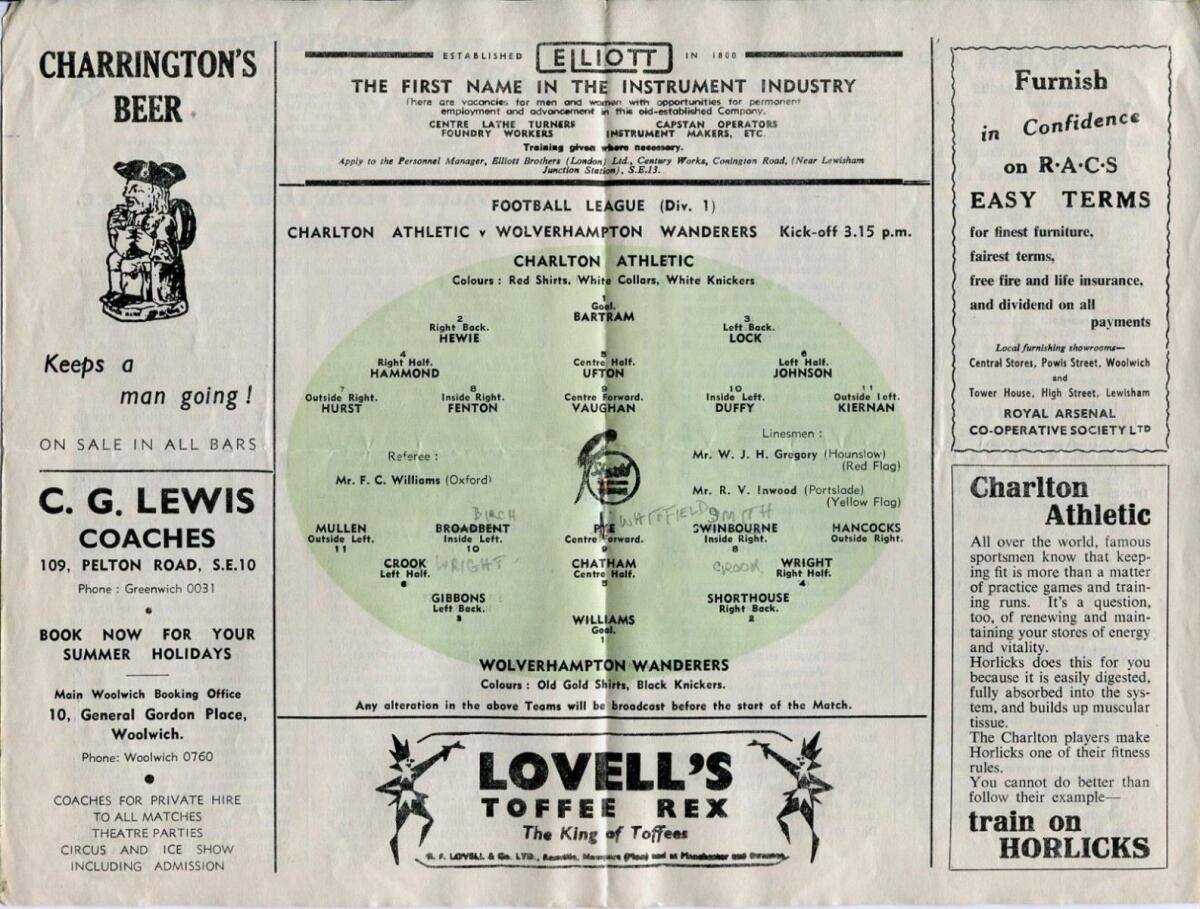 CHARRINGTON'S
BEER
Keeps a
man going!
ON SALE IN ALL BARS
C. G. LEWIS
COACHES
109, PELTON ROAD, S.E.10
Phone : Greenwich 0031
BOOK NOW FOR YOUR
SUMMER HOLIDAYS
Main Woolwich Booking Office
10, General Gordon Place,
Woolwich.
Phone: Woolwich 0760
COACHES FOR PRIVATE HIRE
TO ALL MATCHES
THEATRE PARTIES
CIRCUS AND ICE SHOW
INCLUDING ADMISSION
ESTABLISHED ELLIOTT IN 1800
THE FIRST NAME IN THE INSTRUMENT INDUSTRY
There are vacancies for men and women with opportunities for permanent
employment and advancement in this old-established Company.
CENTRE LATHE TURNERS CAPSTAN OPERATORS
FOUNDRY WORKERS INSTRUMENT MAKERS, ETC.
Training given where necessary.
Apply to the Personnel Manager, Elliott Brothers (London) Ltd., Century Works, Conington Road, (Near Lewisham
Junction Station), S.E.13.
FOOTBALL LEAGUE (Div. 1)
CHARLTON ATHLETIC v WOLVERHAMPTON WANDERERS Kick-off 3.15 p.m.
CHARLTON ATHLETIC
Colours : Red Shirts, White Collars, White Knickers
1
Goal.
BARTRAM
2 3
Right Back. Left Back.
HEWIE LOCK
4 5 6
Right Half. Centre Half. Left Half.
HAMMOND UFTON JOHNSON
7 8 9 10 11
Outside Right. Inside Right. Centre Forward. Inside Left. Outside Left.
HURST FENTON VAUGHAN DUFFY KIERNAN
Linesmen :
Referee : Mr. W. J. H. Gregory (Hounslow)
(Red Flag)
Mr. F. C. Williams (Oxford)
Mr. R. V. Inwood (Portslade)
(Yellow Flag)
BIRCH WHITFIELD SMITH
MULLEN BROADBENT PYE SWINBOURNE HANCOCKS
Outside Left. Inside Left. Centre Forward. Inside Right. Outside Right.
11 10 9 8
CROOK WRIGHT CHATHAM CROOK WRIGHT
Left Half. Centre Half. Right Half.
6 5 4
GIBBONS SHORTHOUSE
Left Back. Right Back.
3 2
WILLIAMS
Goal.
1
WOLVERHAMPTON WANDERERS
Colours : Old Gold Shirts, Black Knickers.
Any alteration in the above Teams will be broadcast before the start of the Match.
LOVELL'S
TOFFEE REX
The King of Toffees
G. F. LOVELL & Co. LTD., Rexville, Newport (Mon) and at Manchester and Swansea.
Furnish
in Confidence
on R·A·C·S
EASY TERMS
for finest furniture,
fairest terms,
free fire and life insurance,
and dividend on all
payments
Local furnishing showrooms—
Central Stores, Powis Street, Woolwich
and
Tower House, High Street, Lewisham
ROYAL ARSENAL
CO-OPERATIVE SOCIETY LTD
Charlton
Athletic
All over the world, famous
sportsmen know that keep-
ing fit is more than a matter
of practice games and train-
ing runs. It's a question,
too, of renewing and main-
taining your stores of energy
and vitality.
Horlicks does this for you
because it is easily digested,
fully absorbed into the sys-
tem, and builds up muscular
tissue.
The Charlton players make
Horlicks one of their fitness
rules.
You cannot do better than
follow their example—
train on
HORLICKS